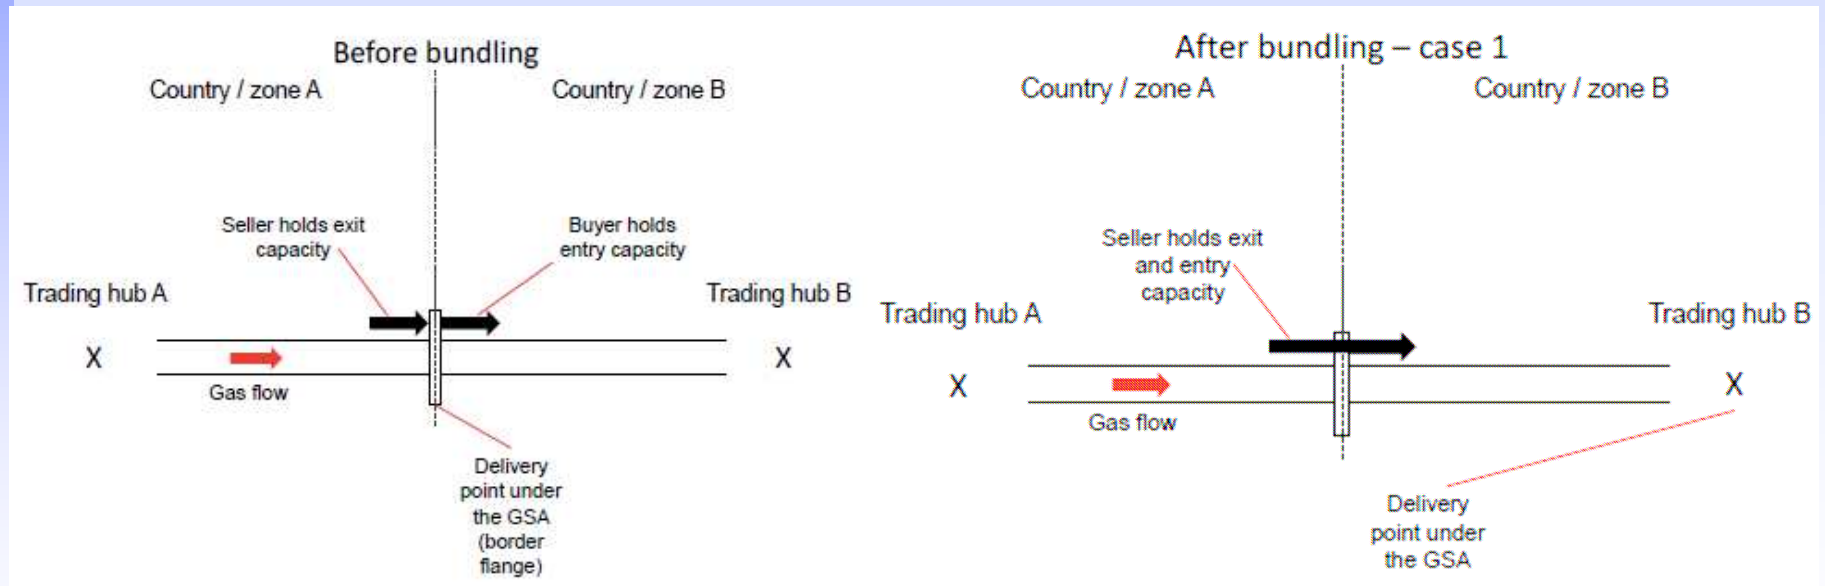 Before bundling
Country / zone A
Country / zone B
Seller holds exit
capacity
Buyer holds
entry capacity
Trading hub A
Trading hub B
X
X
Gas flow
Delivery
point under
the GSA
(border
flange)
After bundling – case 1
Country / zone A
Country / zone B
Seller holds exit
and entry
capacity
Trading hub A
Trading hub B
X
X
Gas flow
Delivery
point under
the GSA